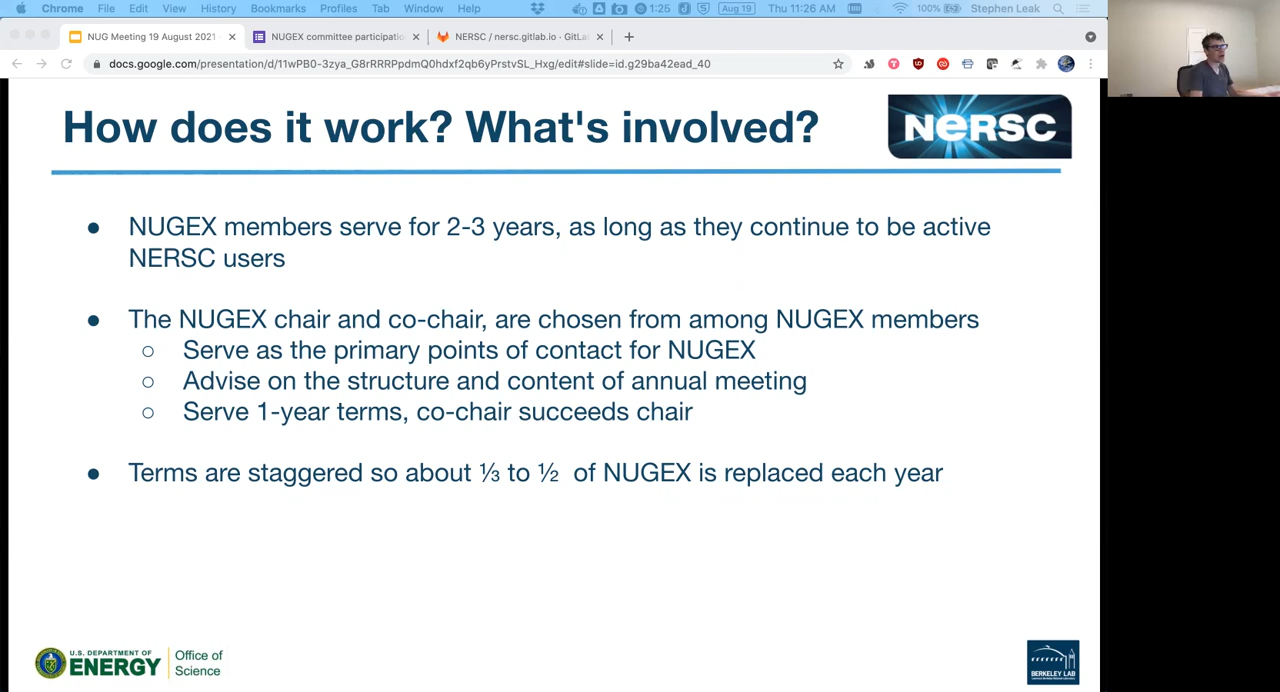 Chrome File Edit View History Bookmarks Profiles Tab Window Help 1:25 Aug 19 Thu 11:26 AM 100% Stephen Leak
NUG Meeting 19 August 2021 NUGEX committee participatio NERSC / nersc.gitlab.io · GitLa
docs.google.com/presentation/d/11wPB0-3zya_G8rRRRPpdmQ0hdxf2qb6yPrstvSL_Hxg/edit#slide=id.g29ba42ead_40
How does it work? What's involved?
NERSC
● NUGEX members serve for 2-3 years, as long as they continue to be active
NERSC users
● The NUGEX chair and co-chair, are chosen from among NUGEX members
○ Serve as the primary points of contact for NUGEX
○ Advise on the structure and content of annual meeting
○ Serve 1-year terms, co-chair succeeds chair
● Terms are staggered so about ⅓ to ½ of NUGEX is replaced each year
U.S. DEPARTMENT OF
ENERGY
Office of
Science
BERKELEY LAB